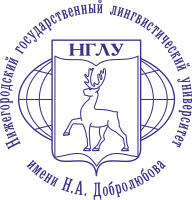 Нижегородский государственный лингвистический университет
НГЛУ
имени Н.А. Добролюбова